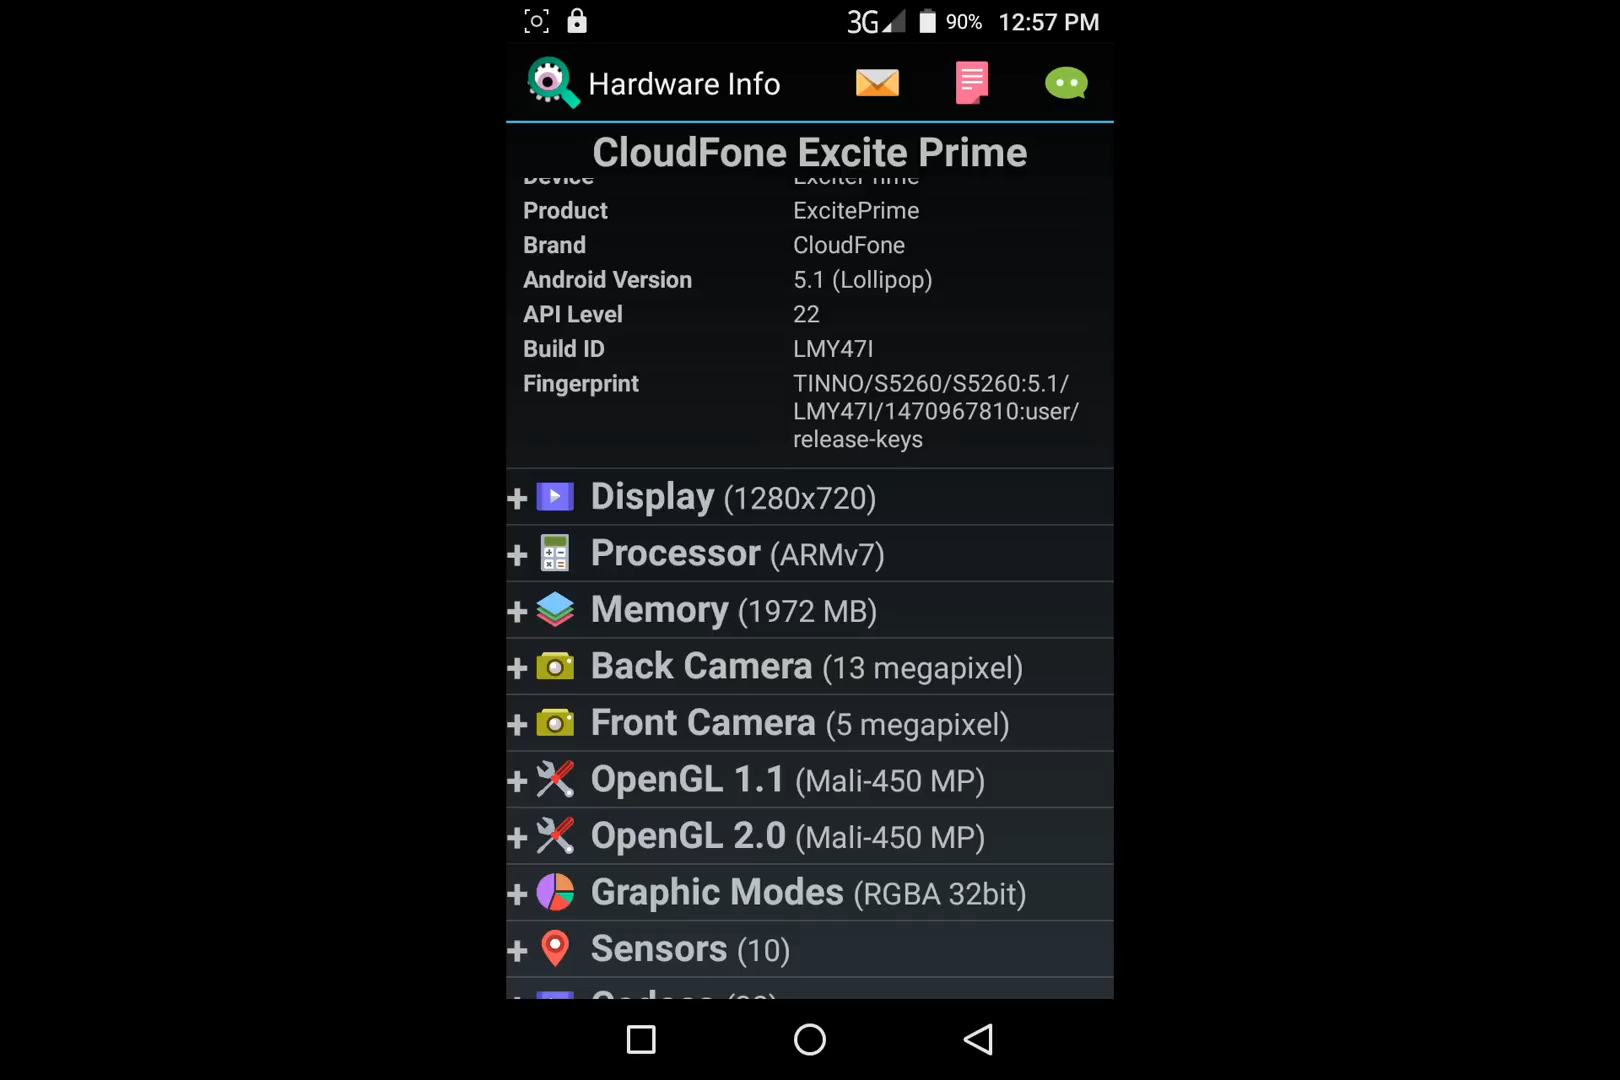 3G 90% 12:57 PM
Hardware Info
CloudFone Excite Prime
Device ExcitePrime
Product ExcitePrime
Brand CloudFone
Android Version 5.1 (Lollipop)
API Level 22
Build ID LMY47I
Fingerprint TINNO/S5260/S5260:5.1/
LMY47I/1470967810:user/
release-keys
+ Display (1280x720)
+ Processor (ARMv7)
+ Memory (1972 MB)
+ Back Camera (13 megapixel)
+ Front Camera (5 megapixel)
+ OpenGL 1.1 (Mali-450 MP)
+ OpenGL 2.0 (Mali-450 MP)
+ Graphic Modes (RGBA 32bit)
+ Sensors (10)
Codecs